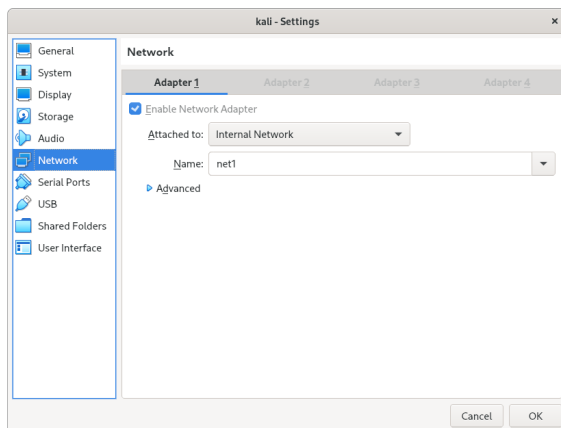 kali - Settings
General
System
Display
Storage
Audio
Network
Serial Ports
USB
Shared Folders
User Interface
Network
Adapter 1 Adapter 2 Adapter 3 Adapter 4
Enable Network Adapter
Attached to: Internal Network
Name: net1
Advanced
Cancel OK